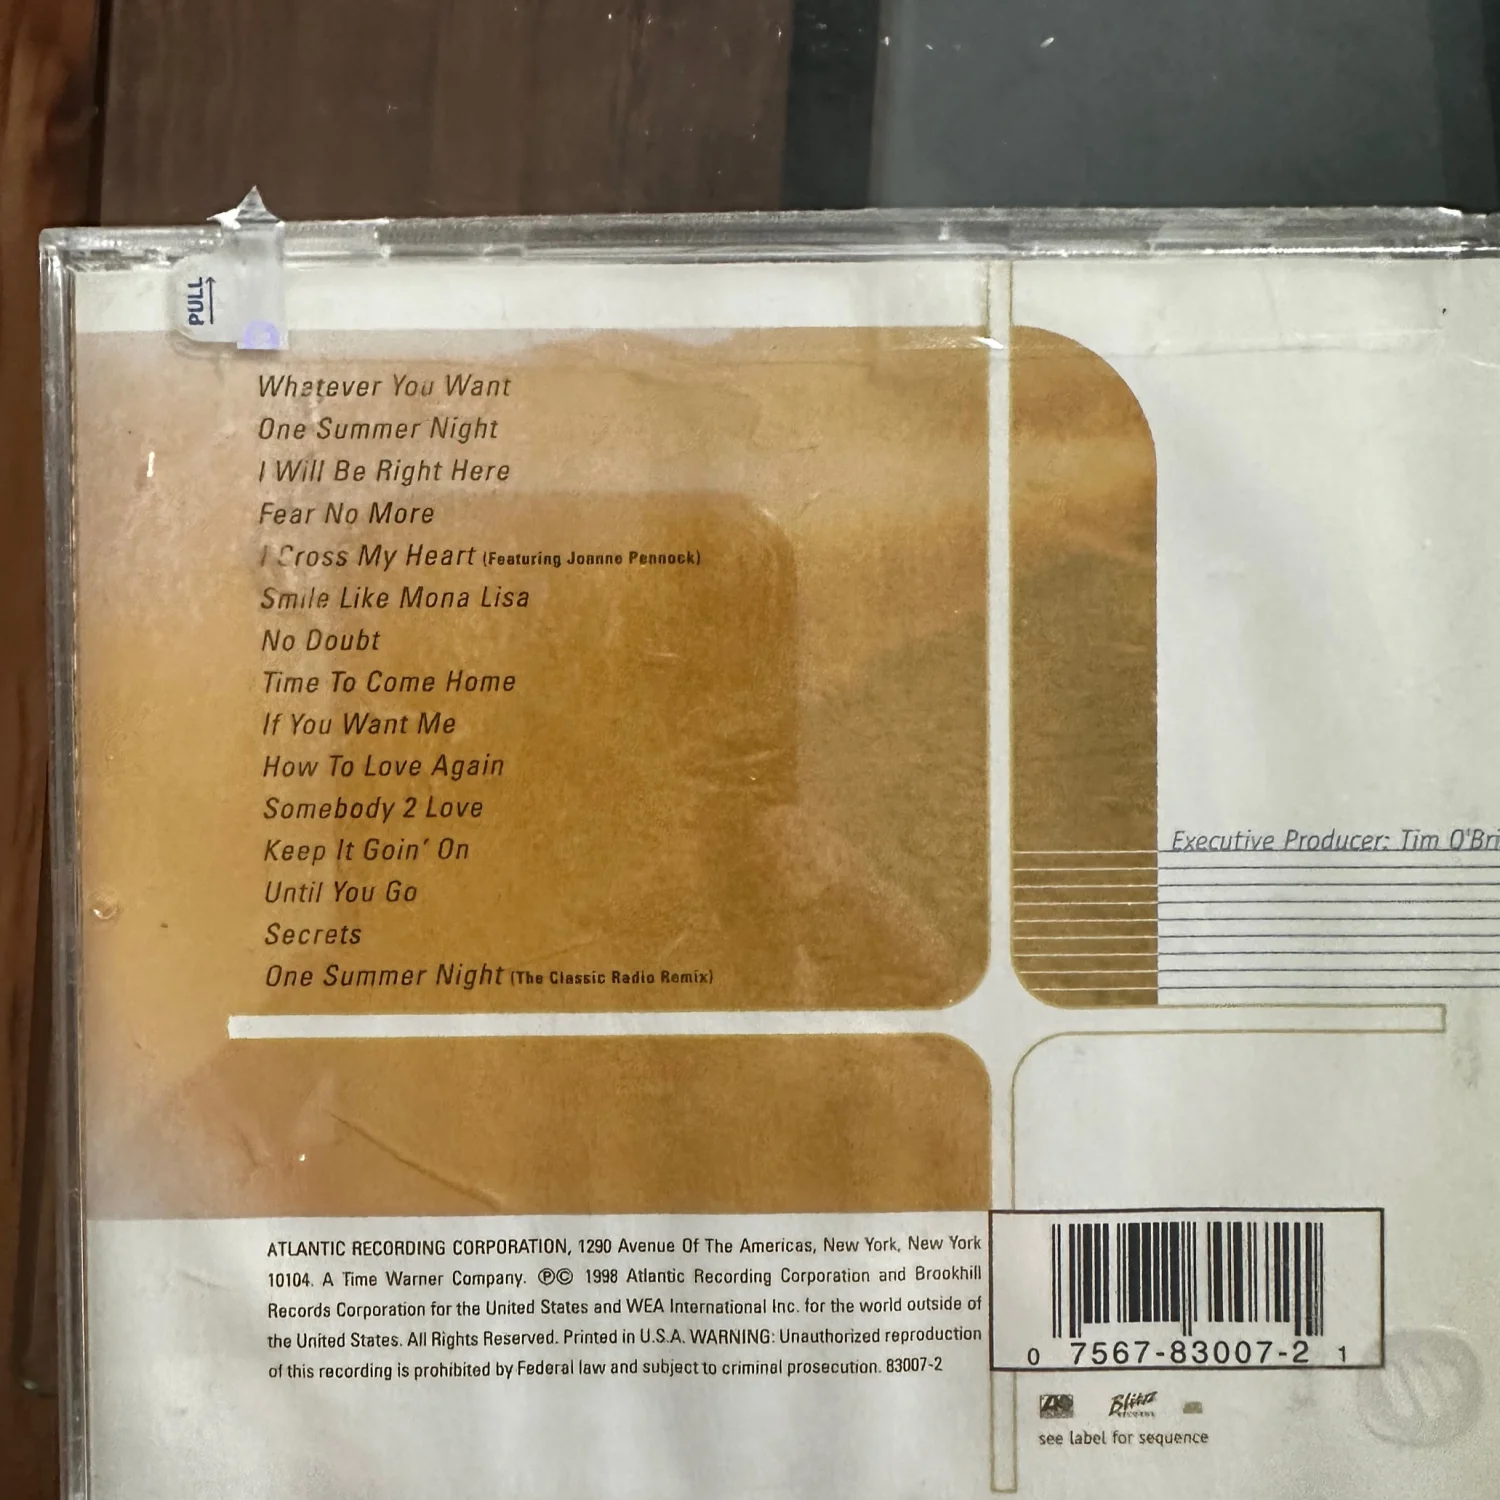 PULL
Whatever You Want
One Summer Night
I Will Be Right Here
Fear No More
I Cross My Heart (Featuring Joanne Pennock)
Smile Like Mona Lisa
No Doubt
Time To Come Home
If You Want Me
How To Love Again
Somebody 2 Love
Keep It Goin' On
Until You Go
Secrets
One Summer Night (The Classic Radio Remix)
Executive Producer: Tim O'Bri
ATLANTIC RECORDING CORPORATION, 1290 Avenue Of The Americas, New York, New York
10104. A Time Warner Company. ℗© 1998 Atlantic Recording Corporation and Brookhill
Records Corporation for the United States and WEA International Inc. for the world outside of
the United States. All Rights Reserved. Printed in U.S.A. WARNING: Unauthorized reproduction
of this recording is prohibited by Federal law and subject to criminal prosecution. 83007-2
0 7567-83007-2 1
Blitzz
RECORDS
see label for sequence